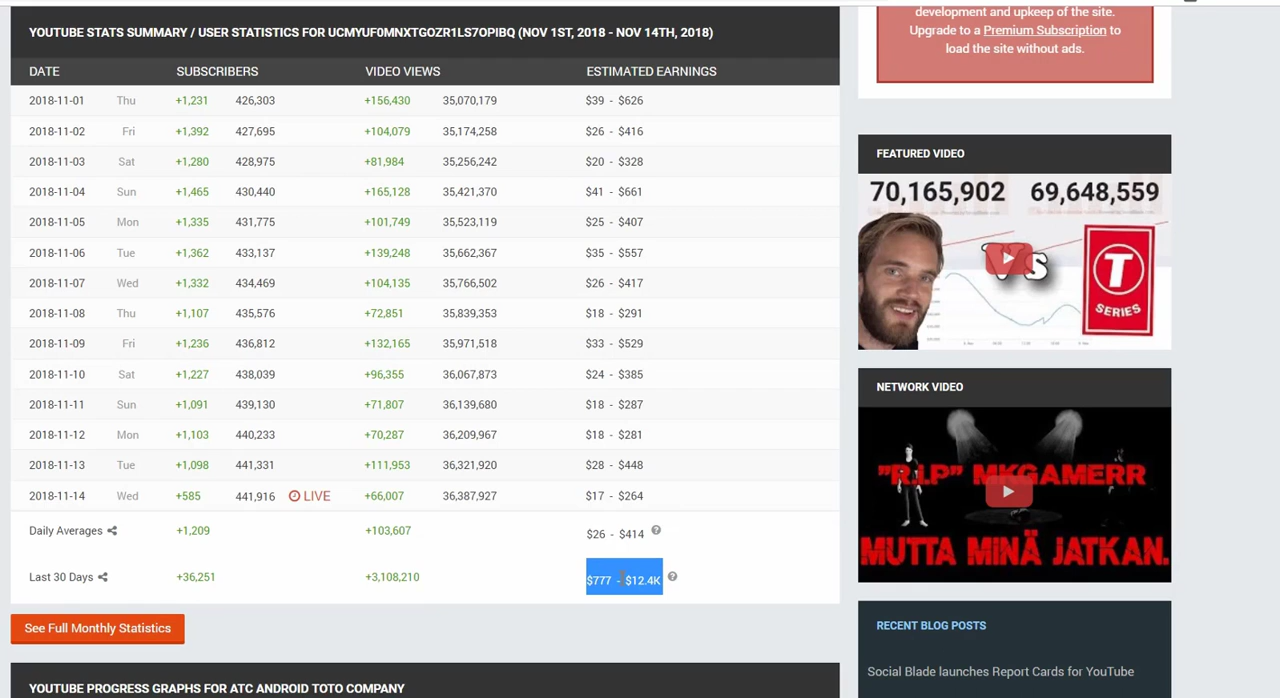 YOUTUBE STATS SUMMARY / USER STATISTICS FOR UCMYUF0MNXTGOZR1LS7OPIBQ (NOV 1ST, 2018 - NOV 14TH, 2018)
DATE SUBSCRIBERS VIDEO VIEWS ESTIMATED EARNINGS
2018-11-01 Thu +1,231 426,303 +156,430 35,070,179 $39 - $626
2018-11-02 Fri +1,392 427,695 +104,079 35,174,258 $26 - $416
2018-11-03 Sat +1,280 428,975 +81,984 35,256,242 $20 - $328
2018-11-04 Sun +1,465 430,440 +165,128 35,421,370 $41 - $661
2018-11-05 Mon +1,335 431,775 +101,749 35,523,119 $25 - $407
2018-11-06 Tue +1,362 433,137 +139,248 35,662,367 $35 - $557
2018-11-07 Wed +1,332 434,469 +104,135 35,766,502 $26 - $417
2018-11-08 Thu +1,107 435,576 +72,851 35,839,353 $18 - $291
2018-11-09 Fri +1,236 436,812 +132,165 35,971,518 $33 - $529
2018-11-10 Sat +1,227 438,039 +96,355 36,067,873 $24 - $385
2018-11-11 Sun +1,091 439,130 +71,807 36,139,680 $18 - $287
2018-11-12 Mon +1,103 440,233 +70,287 36,209,967 $18 - $281
2018-11-13 Tue +1,098 441,331 +111,953 36,321,920 $28 - $448
2018-11-14 Wed +585 441,916 LIVE +66,007 36,387,927 $17 - $264
Daily Averages +1,209 +103,607 $26 - $414
Last 30 Days +36,251 +3,108,210 $777 - $12.4K
See Full Monthly Statistics
YOUTUBE PROGRESS GRAPHS FOR ATC ANDROID TOTO COMPANY
development and upkeep of the site.
Upgrade to a Premium Subscription to
load the site without ads.
FEATURED VIDEO
70,165,902 69,648,559
Vs
T
SERIES
NETWORK VIDEO
"R.I.P" MKGAMERR
MUTTA MINÄ JATKAN.
RECENT BLOG POSTS
Social Blade launches Report Cards for YouTube